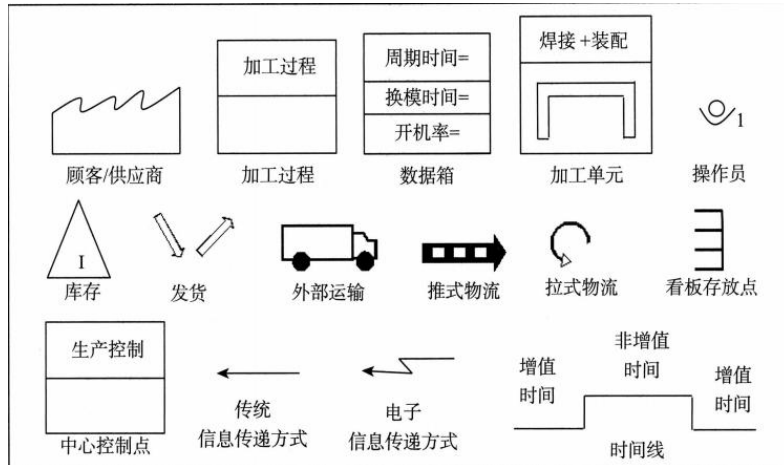 加工过程
周期时间=
换模时间=
开机率=
焊接+装配
1
顾客/供应商
加工过程
数据箱
加工单元
操作员
I
库存
发货
外部运输
推式物流
拉式物流
看板存放点
生产控制
中心控制点
传统
信息传递方式
电子
信息传递方式
增值
时间
非增值
时间
增值
时间
时间线